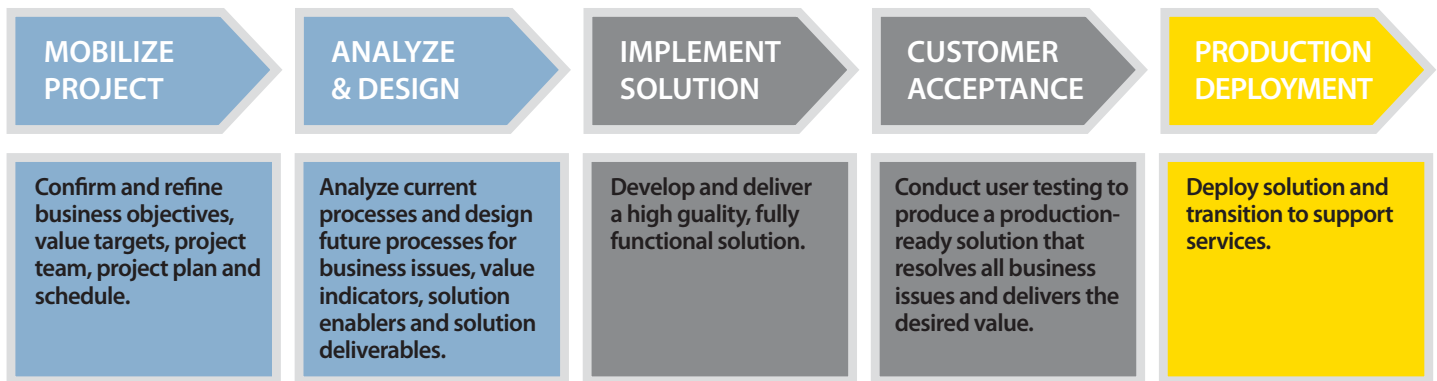 MOBILIZE
PROJECT
ANALYZE
& DESIGN
IMPLEMENT
SOLUTION
CUSTOMER
ACCEPTANCE
PRODUCTION
DEPLOYMENT
Confirm and refine
business objectives,
value targets, project
team, project plan and
schedule.
Analyze current
processes and design
future processes for
business issues, value
indicators, solution
enablers and solution
deliverables.
Develop and deliver
a high guality, fully
functional solution.
Conduct user testing to
produce a production-
ready solution that
resolves all business
issues and delivers the
desired value.
Deploy solution and
transition to support
services.